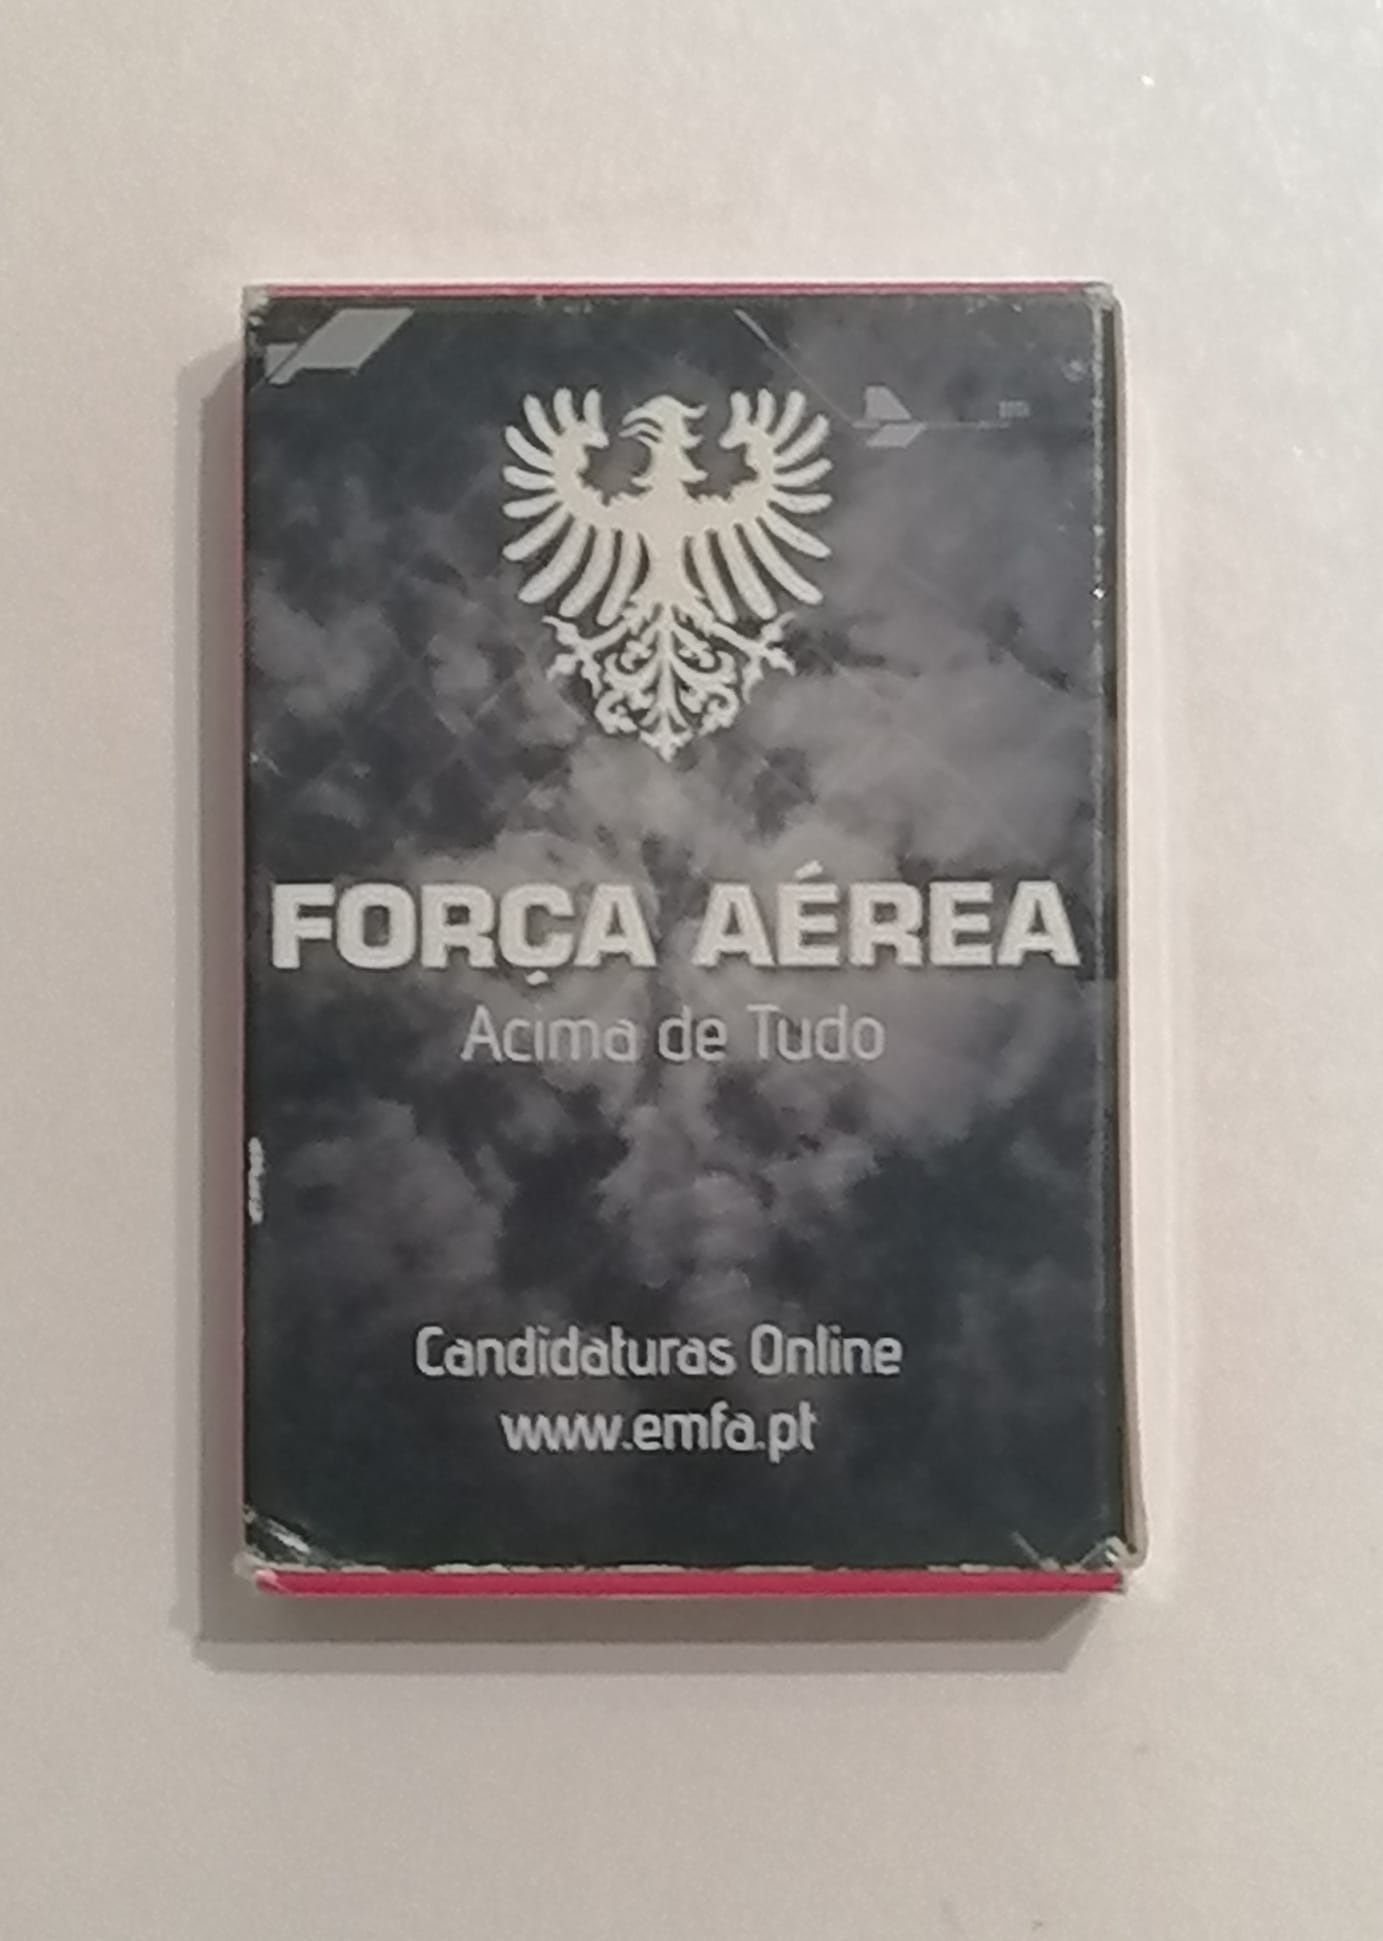 FORÇA AÉREA
Acima de Tudo
Candidaturas Online
www.emfa.pt